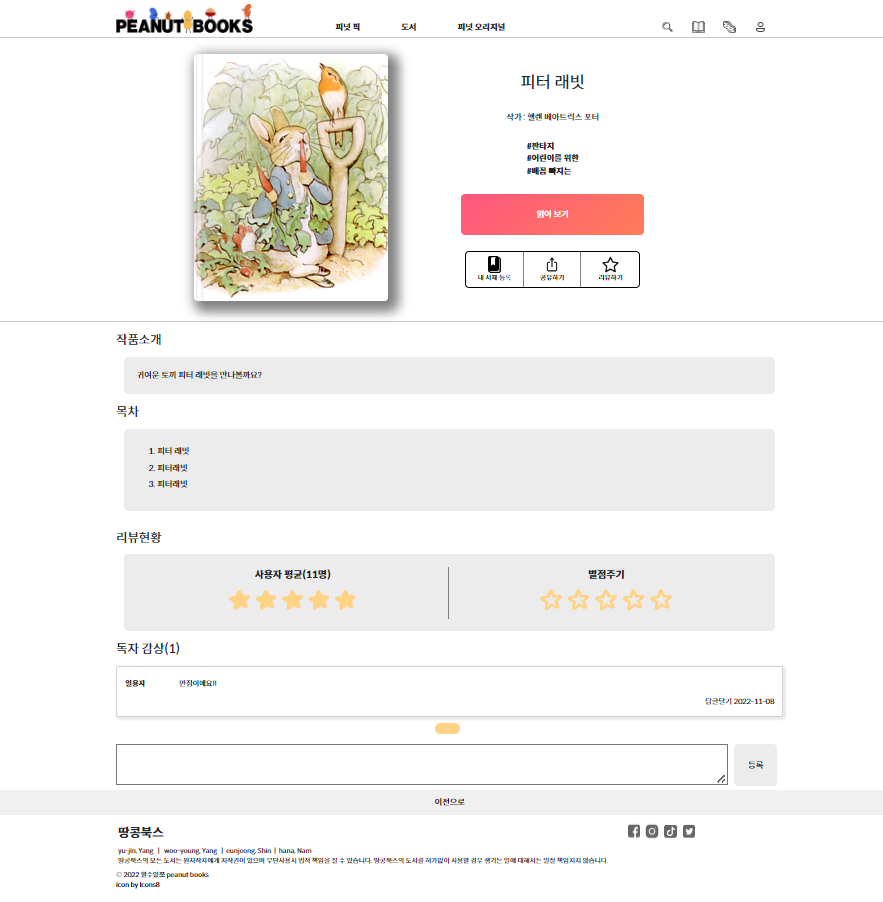 PEANUT BOOKS
피넛 픽 도서 피넛 오리지널
피터 래빗
작가 : 헬렌 베아트릭스 포터
#판타지
#어린이를 위한
#배꼽 빠지는
읽어 보기
내 서재 등록 공유하기 리뷰하기
작품소개
귀여운 토끼 피터 래빗을 만나볼까요?
목차
1. 피터 래빗
2. 피터래빗
3. 피터래빗
리뷰현황
사용자 평균(11명) 별점주기
독자 감상(1)
일용자 만점이에요!!
답글달기 2022-11-08
등록
이전으로
땅콩북스
yu-jin, Yang | woo-young, Yang | eunjeong, Shin | hana, Nam
땅콩북스의 모든 도서는 원저작자에게 저작권이 있으며 무단사용시 법적 책임을 질 수 있습니다. 땅콩북스의 도서를 허가없이 사용할 경우 생기는 일에 대해서는 일절 책임지지 않습니다.
© 2022 할수있쪼 peanut books
icon by Icons8